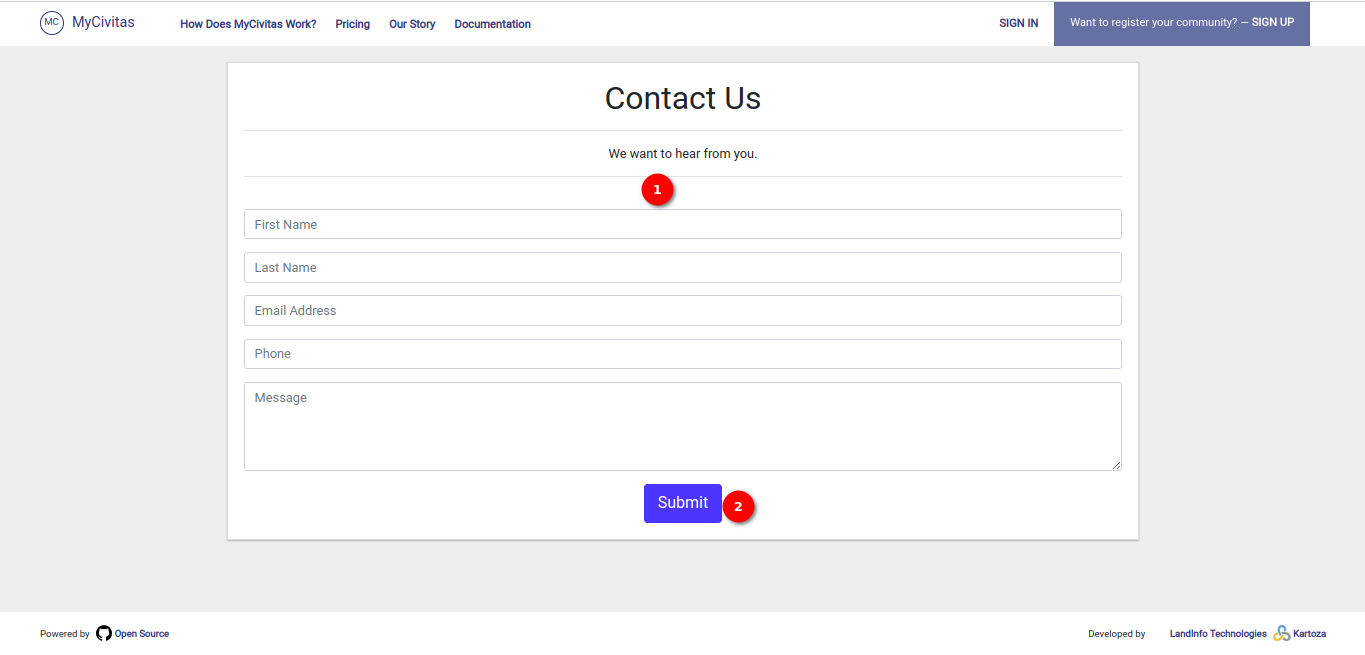 MC MyCivitas How Does MyCivitas Work? Pricing Our Story Documentation SIGN IN Want to register your community? — SIGN UP
Contact Us
We want to hear from you.
1
First Name
Last Name
Email Address
Phone
Message
Submit 2
Powered by Open Source Developed by LandInfo Technologies Kartoza